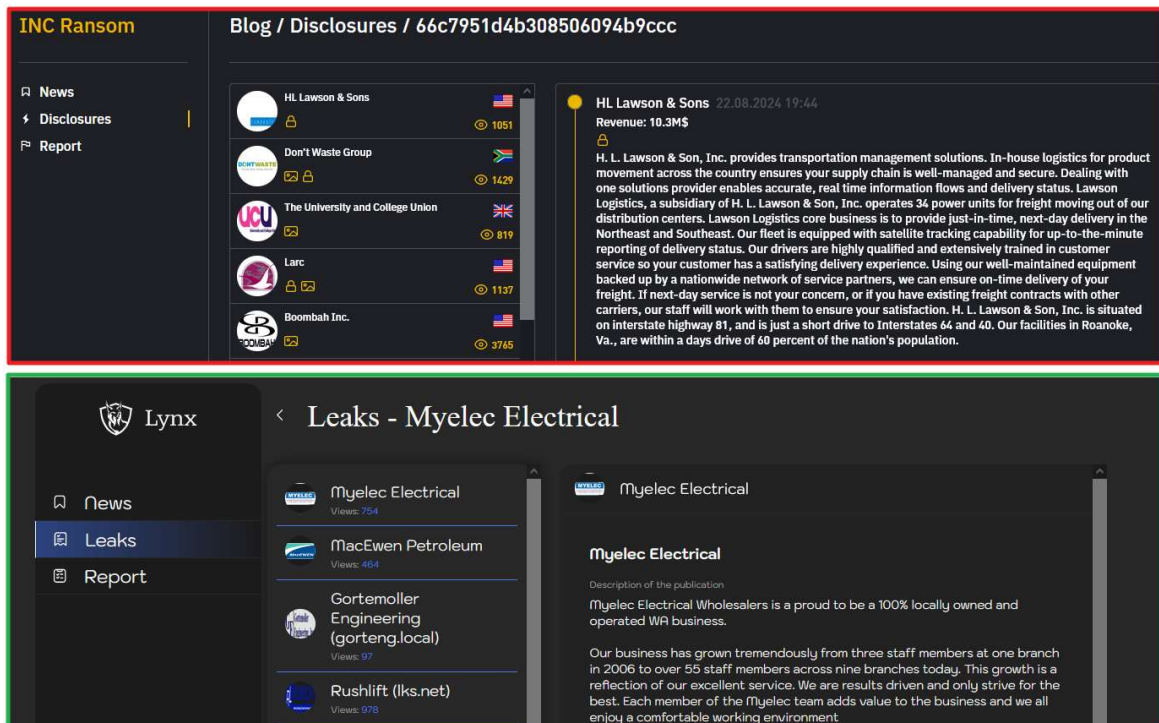 INC Ransom
News
Disclosures
Report
Blog / Disclosures / 66c7951d4b308506094b9ccc
HL Lawson & Sons
1051
Don't Waste Group
DONTWASTE
1429
The University and College Union
UCU
819
Larc
1137
Boombah Inc.
BOOMBAH
3765
HL Lawson & Sons 22.08.2024 19:44
Revenue: 10.3M$
H. L. Lawson & Son, Inc. provides transportation management solutions. In-house logistics for product
movement across the country ensures your supply chain is well-managed and secure. Dealing with
one solutions provider enables accurate, real time information flows and delivery status. Lawson
Logistics, a subsidiary of H. L. Lawson & Son, Inc. operates 34 power units for freight moving out of our
distribution centers. Lawson Logistics core business is to provide just-in-time, next-day delivery in the
Northeast and Southeast. Our fleet is equipped with satellite tracking capability for up-to-the-minute
reporting of delivery status. Our drivers are highly qualified and extensively trained in customer
service so your customer has a satisfying delivery experience. Using our well-maintained equipment
backed up by a nationwide network of service partners, we can ensure on-time delivery of your
freight. If next-day service is not your concern, or if you have existing freight contracts with other
carriers, our staff will work with them to ensure your satisfaction. H. L. Lawson & Son, Inc. is situated
on interstate highway 81, and is just a short drive to Interstates 64 and 40. Our facilities in Roanoke,
Va., are within a days drive of 60 percent of the nation's population.
Lynx
News
Leaks
Report
Leaks - Myelec Electrical
MYELEC
Myelec Electrical
Views: 754
MacEwen Petroleum
Views: 464
Gortemoller
Engineering
(gorteng.local)
Views: 97
Rushlift (lks.net)
Views: 978
MYELEC
Myelec Electrical
Myelec Electrical
Description of the publication
Myelec Electrical Wholesalers is a proud to be a 100% locally owned and
operated WA business.
Our business has grown tremendously from three staff members at one branch
in 2006 to over 55 staff members across nine branches today. This growth is a
reflection of our excellent service. We are results driven and only strive for the
best. Each member of the Myelec team adds value to the business and we all
enjoy a comfortable working environment